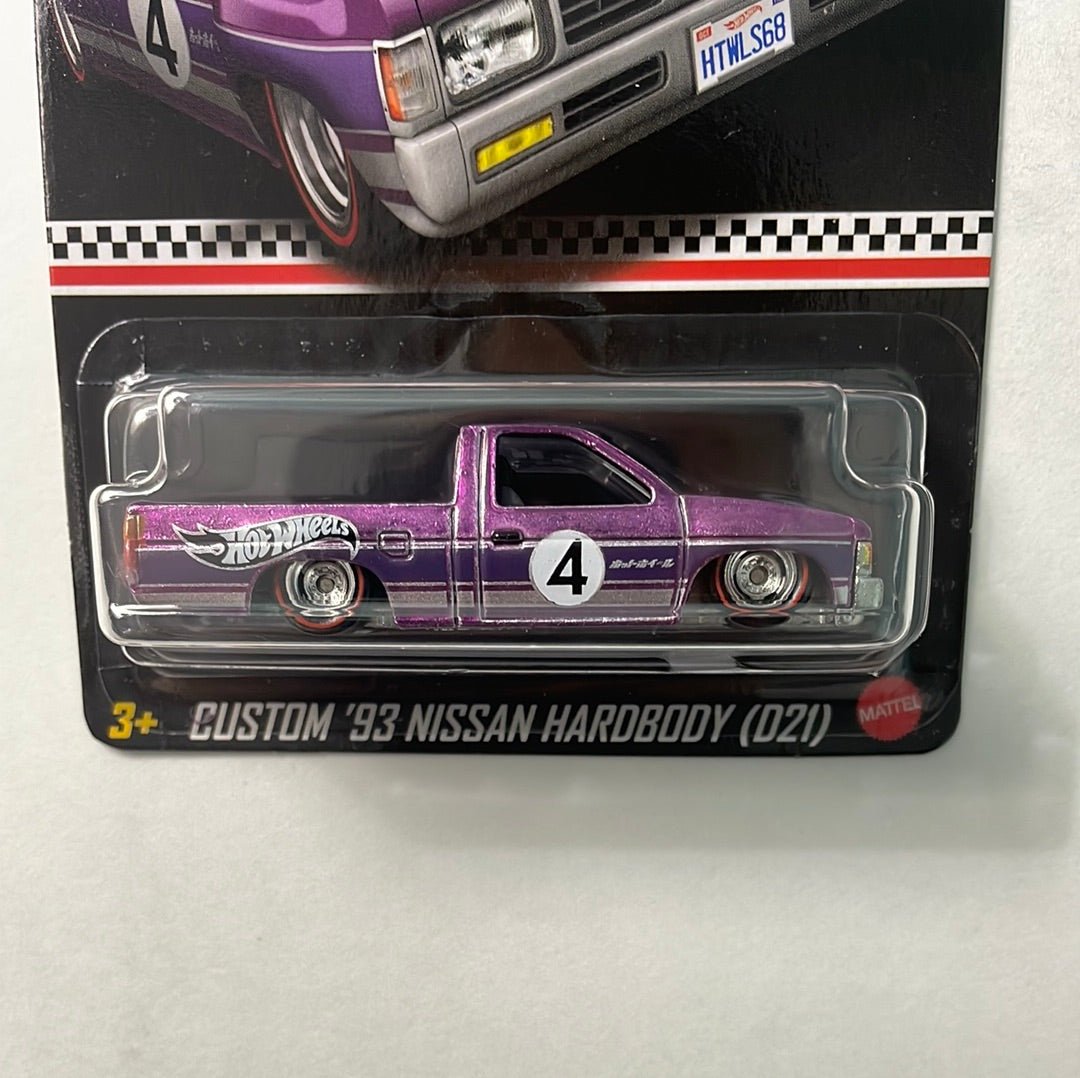 4
HTWLS68
HOT WHEELS
4
ホットホイール
3+
CUSTOM '93 NISSAN HARDBODY (D21)
MATTEL